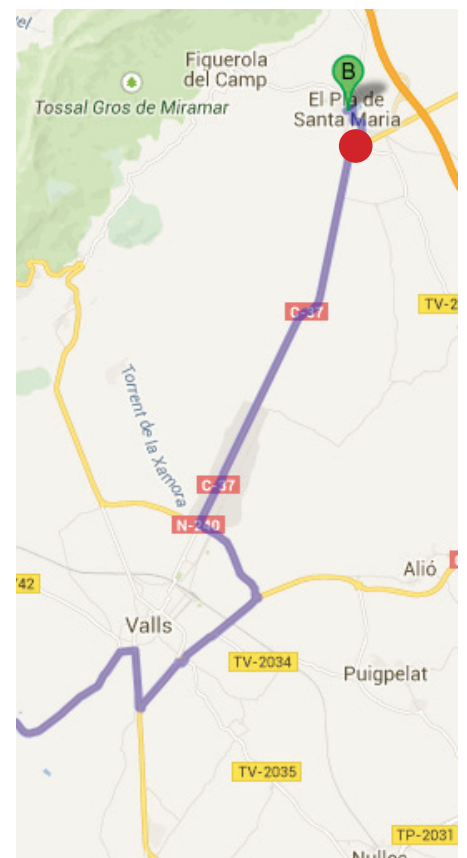 Figuerola
del Camp
Tossal Gros de Miramar
B
El Pla de
Santa Maria
C-37
TV-2
Torrent de la Xamora
C-37
N-240
Alió
742
Valls
TV-2034
Puigpelat
TV-2035
TP-2031
Nulles